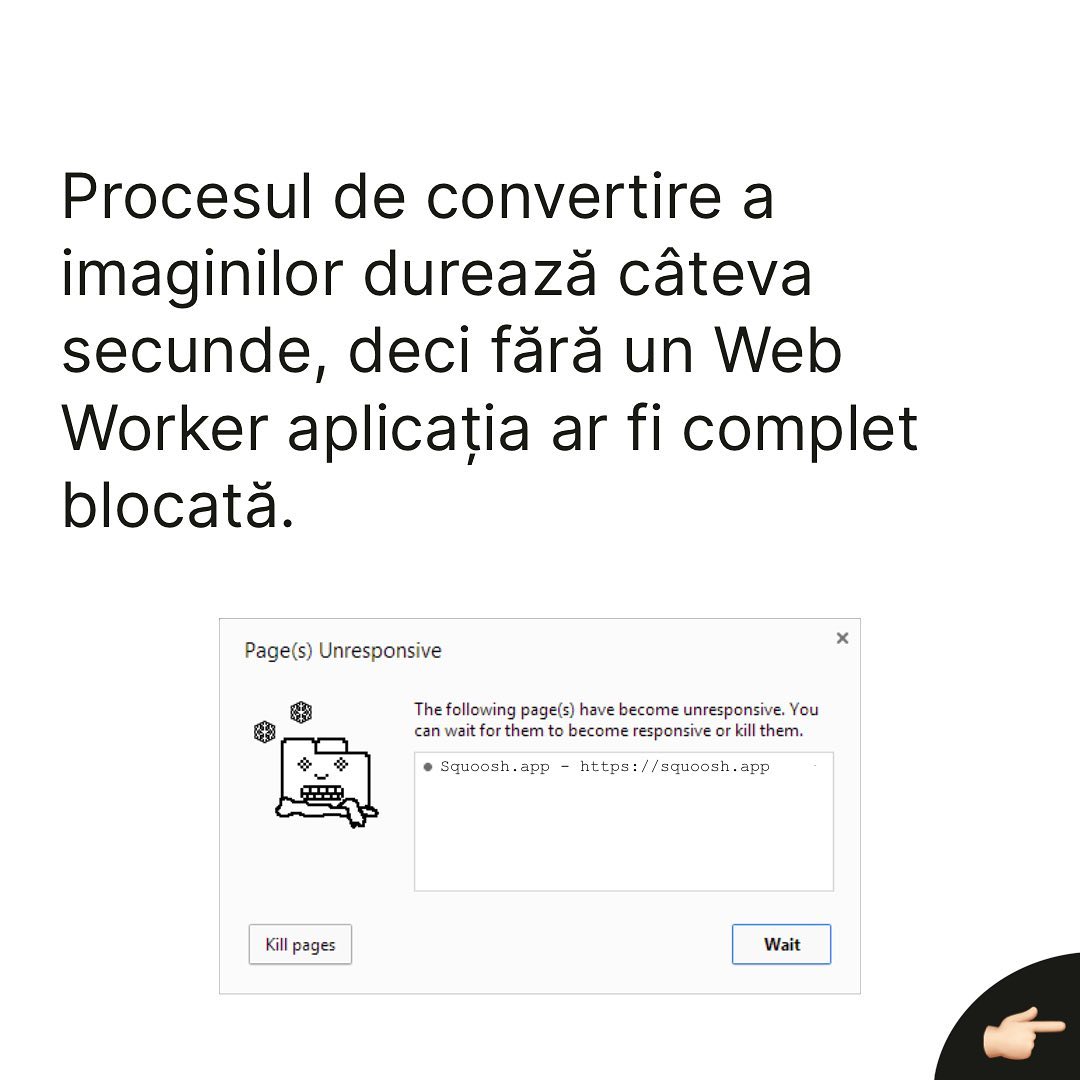 Procesul de convertire a
imaginilor durează câteva
secunde, deci fără un Web
Worker aplicația ar fi complet
blocată.
Page(s) Unresponsive
The following page(s) have become unresponsive. You
can wait for them to become responsive or kill them.
Squoosh.app - https://squoosh.app
Kill pages
Wait